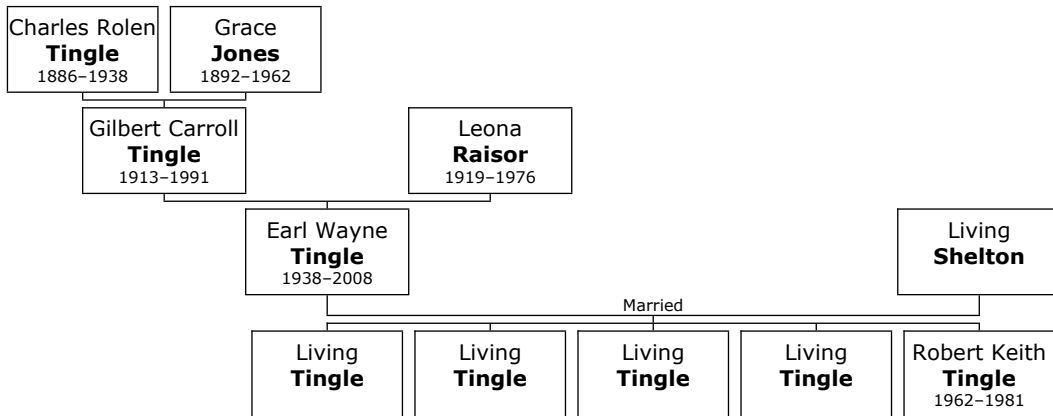 Charles Rolen
Tingle
1886–1938
Grace
Jones
1892–1962
Gilbert Carroll
Tingle
1913–1991
Leona
Raisor
1919–1976
Earl Wayne
Tingle
1938–2008
Living
Shelton
Married
Living
Tingle
Living
Tingle
Living
Tingle
Living
Tingle
Robert Keith
Tingle
1962–1981